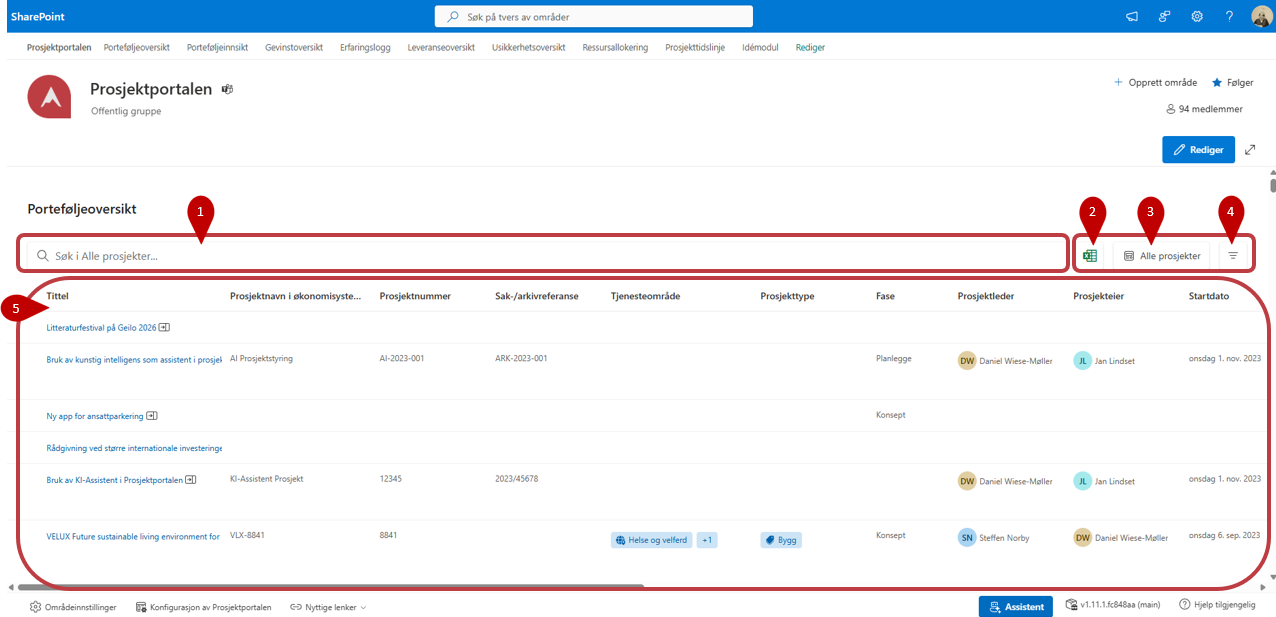 SharePoint
Søk på tvers av områder
?
Prosjektportalen Porteføljeoversikt Porteføljeinnsikt Gevinstoversikt Erfaringslogg Leveranseoversikt Usikkerhetsoversikt Ressursallokering Prosjekttidslinje Idémodul Rediger
Prosjektportalen
Offentlig gruppe
+ Opprett område Følger
94 medlemmer
Rediger
Porteføljeoversikt
1 2 3 4
Søk i Alle prosjekter...
Alle prosjekter
5
Tittel Prosjektnavn i økonomisyste... Prosjektnummer Sak-/arkivreferanse Tjenesteområde Prosjekttype Fase Prosjektleder Prosjekteier Startdato
Litteraturfestival på Geilo 2026
Bruk av kunstig intelligens som assistent i prosjek AI Prosjektstyring AI-2023-001 ARK-2023-001 Planlegge DW Daniel Wiese-Møller JL Jan Lindset onsdag 1. nov. 2023
Ny app for ansattparkering Konsept
Rådgivning ved større internationale investeringe
Bruk av KI-Assistent i Prosjektportalen KI-Assistent Prosjekt 12345 2023/45678 DW Daniel Wiese-Møller JL Jan Lindset onsdag 1. nov. 2023
VELUX Future sustainable living environment for VLX-8841 8841 Helse og velferd +1 Bygg Konsept SN Steffen Norby DW Daniel Wiese-Møller onsdag 6. sep. 2023
Områdeinnstillinger Konfigurasjon av Prosjektportalen Nyttige lenker Assistent v1.11.1.fc848aa (main) Hjelp tilgjengelig